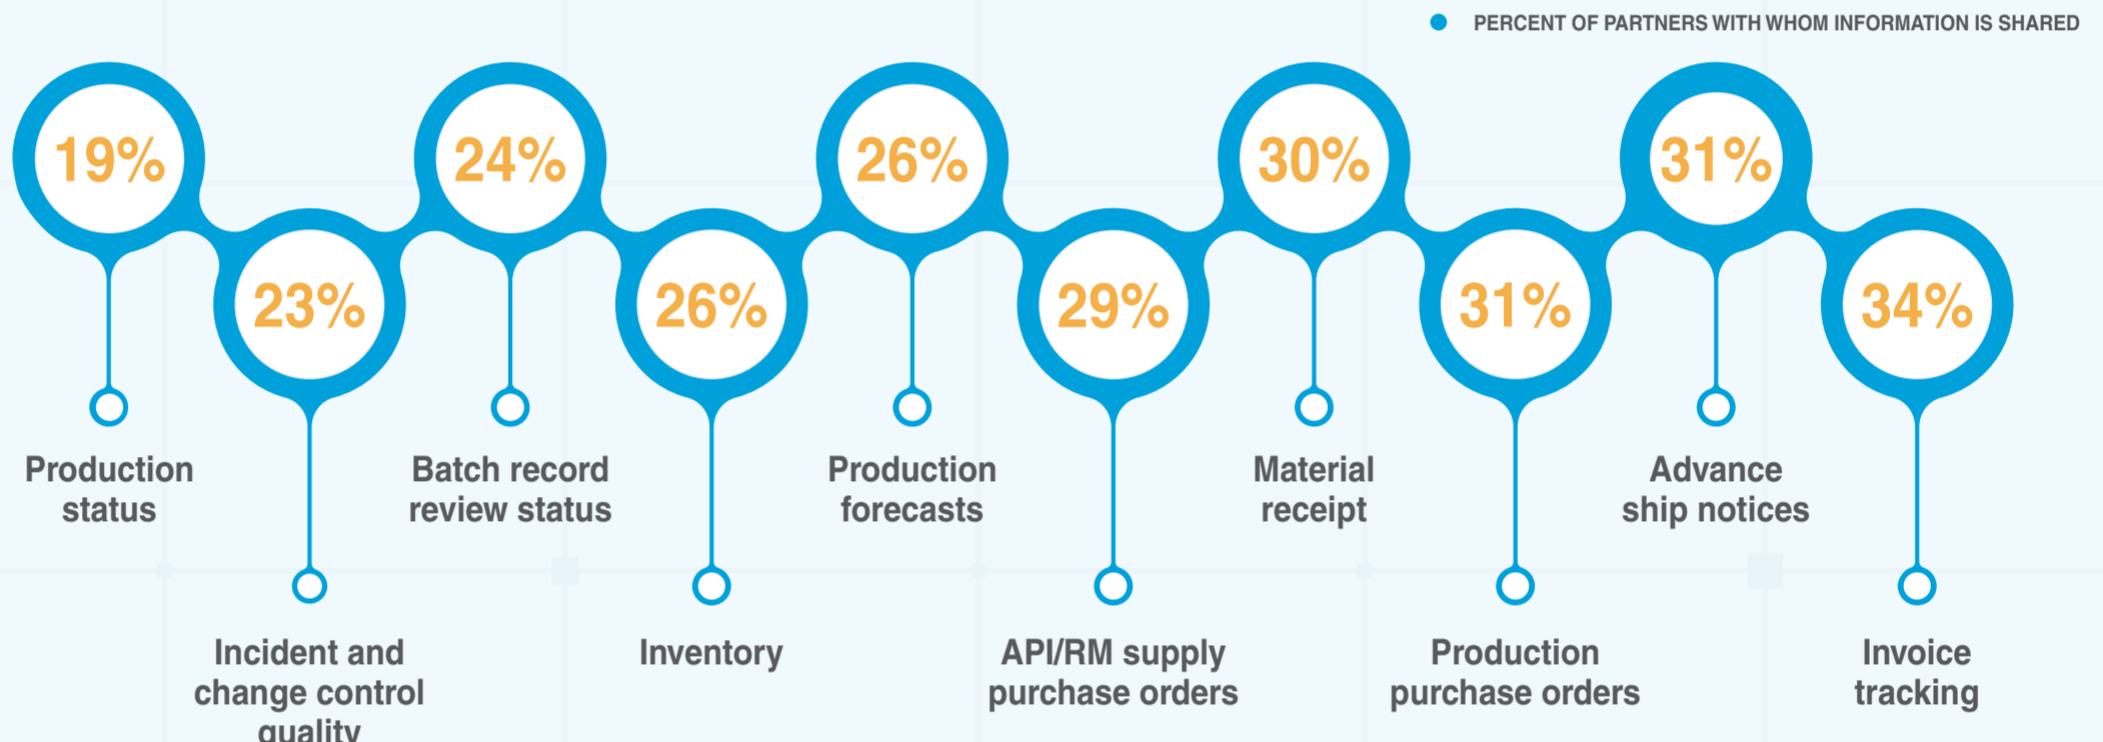 PERCENT OF PARTNERS WITH WHOM INFORMATION IS SHARED
19%
Production
status
23%
Incident and
change control
quality
24%
Batch record
review status
26%
Inventory
26%
Production
forecasts
29%
API/RM supply
purchase orders
30%
Material
receipt
31%
Production
purchase orders
31%
Advance
ship notices
34%
Invoice
tracking